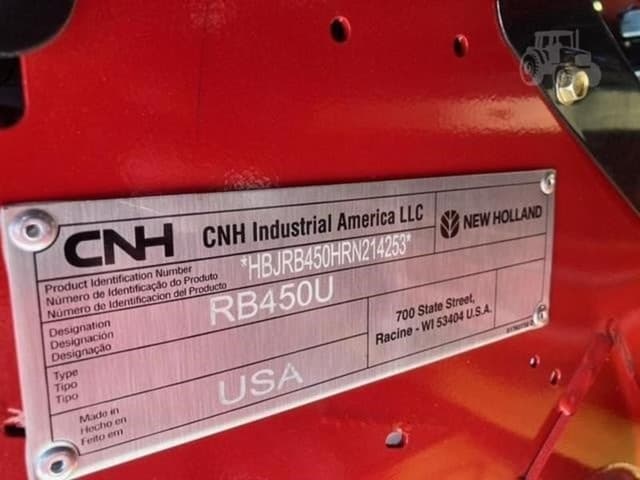 CNH
CNH Industrial America LLC
NEW HOLLAND
Product Identification Number
Número de Identificação do Produto
Número de Identificacion del Producto
*HBJRB450HRN214253*
Designation
Designación
Designação
RB450U
Type
Tipo
Tipo
700 State Street,
Racine - WI 53404 U.S.A.
Made in
Hecho en
Feito em
USA